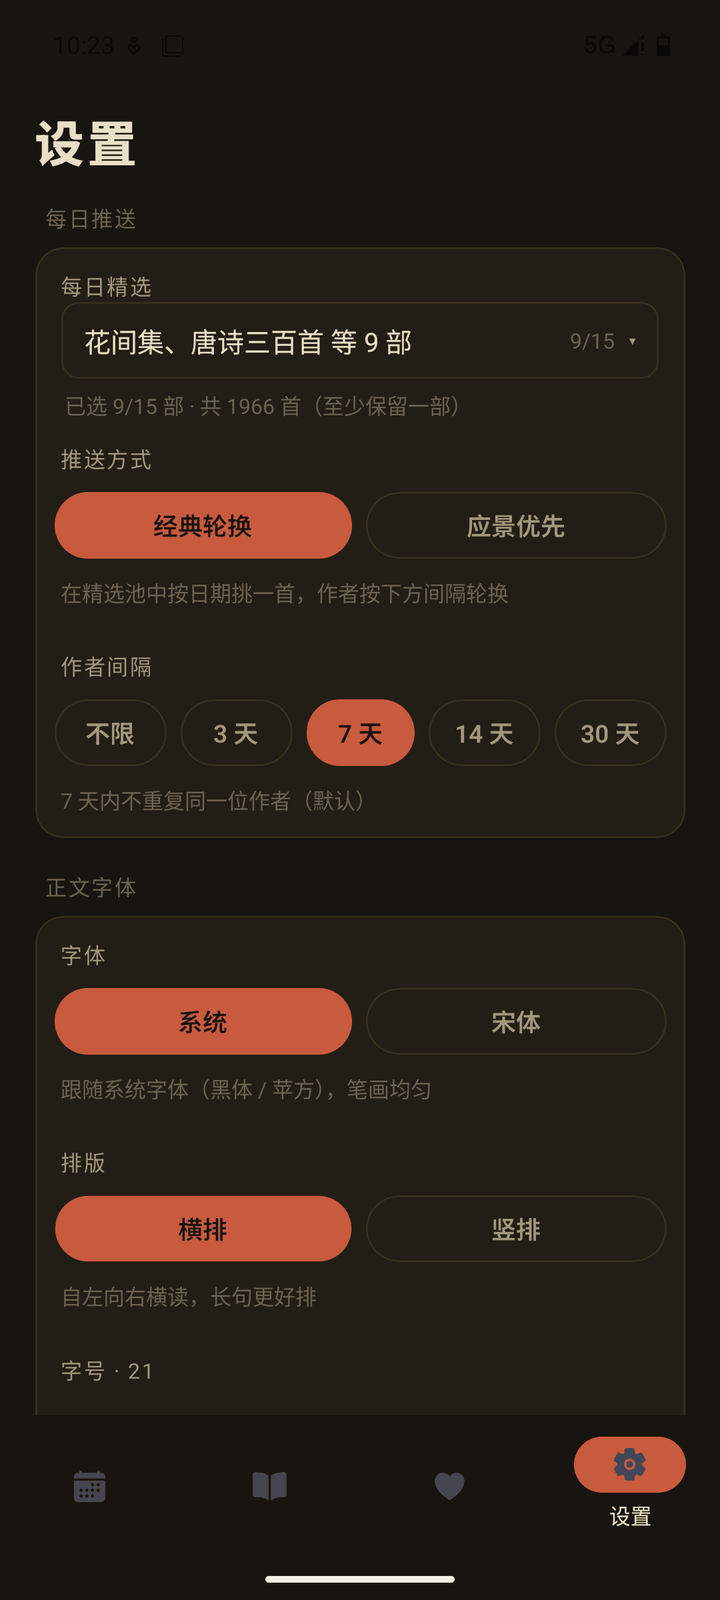 10:23
5G
设置
每日推送
每日精选
花间集、唐诗三百首 等 9 部 9/15 ▾
已选 9/15 部 · 共 1966 首（至少保留一部）
推送方式
经典轮换 应景优先
在精选池中按日期挑一首，作者按下方间隔轮换
作者间隔
不限 3 天 7 天 14 天 30 天
7 天内不重复同一位作者（默认）
正文字体
字体
系统 宋体
跟随系统字体（黑体 / 苹方），笔画均匀
排版
横排 竖排
自左向右横读，长句更好排
字号 · 21
设置